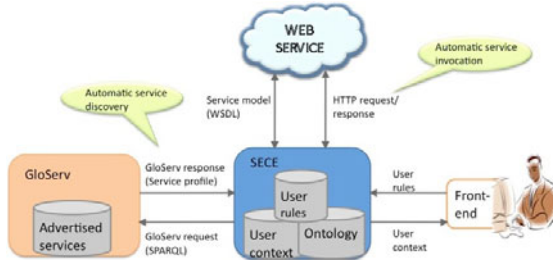 WEB
SERVICE
Automatic service
invocation
Automatic service
discovery
Service model
(WSDL)
HTTP request/
response
GloServ
GloServ response
(Service profile)
SECE
User
rules
User
rules
Front-
end
Advertised
services
GloServ request
(SPARQL)
User
context
Ontology
User
context